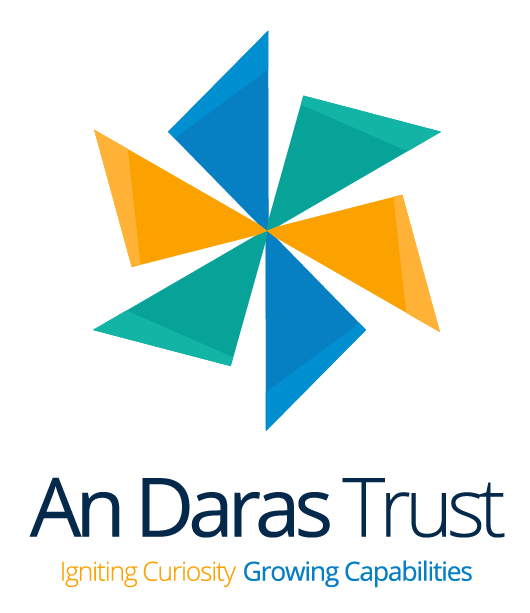 An Daras Trust
Igniting Curiosity Growing Capabilities